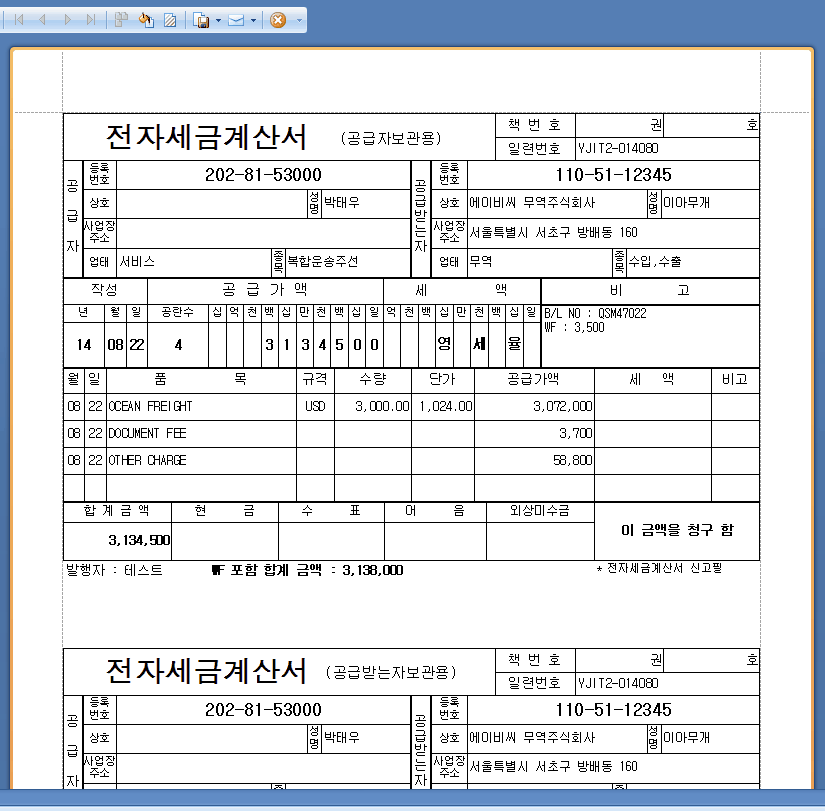 전자세금계산서 (공급자보관용) 책 번 호 권 호
일련번호 YJIT2-014080
공급자 등록번호 202-81-53000 공급받는자 등록번호 110-51-12345
상호 성명 박태우 상호 에이비씨 무역주식회사 성명 이아무개
사업장주소 사업장주소 서울특별시 서초구 방배동 160
업태 서비스 종목 복합운송주선 업태 무역 종목 수입,수출
작성 공 급 가 액 세 액 비 고
년 월 일 공란수 십 억 천 백 십 만 천 백 십 일 억 천 백 십 만 천 백 십 일 B/L NO : QSM47022
WF : 3,500
14 08 22 4 3 1 3 4 5 0 0 영 세 율
월 일 품 목 규격 수량 단가 공급가액 세 액 비고
08 22 OCEAN FREIGHT USD 3,000.00 1,024.00 3,072,000
08 22 DOCUMENT FEE 3,700
08 22 OTHER CHARGE 58,800
합 계 금 액 현 금 수 표 어 음 외상미수금 이 금액을 청구 함
3,134,500
발행자 : 테스트 WF 포함 합계 금액 : 3,138,000 * 전자세금계산서 신고필
전자세금계산서 (공급받는자보관용) 책 번 호 권 호
일련번호 YJIT2-014080
공급자 등록번호 202-81-53000 공급받는자 등록번호 110-51-12345
상호 성명 박태우 상호 에이비씨 무역주식회사 성명 이아무개
사업장주소 사업장주소 서울특별시 서초구 방배동 160